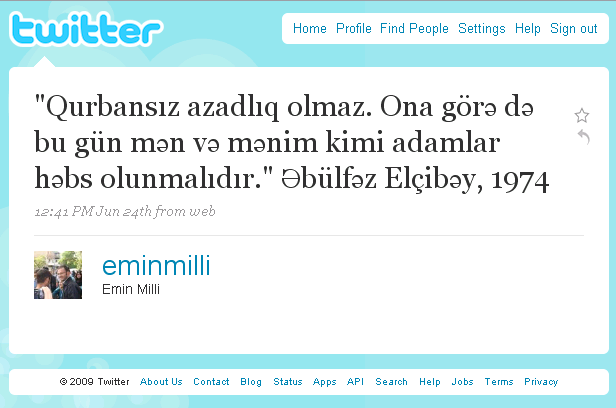 twitter
Home Profile Find People Settings Help Sign out
"Qurbansız azadlıq olmaz. Ona görə də
bu gün mən və mənim kimi adamlar
həbs olunmalıdır." Əbülfəz Elçibəy, 1974
12:41 PM Jun 24th from web
eminmilli
Emin Milli
© 2009 Twitter About Us Contact Blog Status Apps API Search Help Jobs Terms Privacy